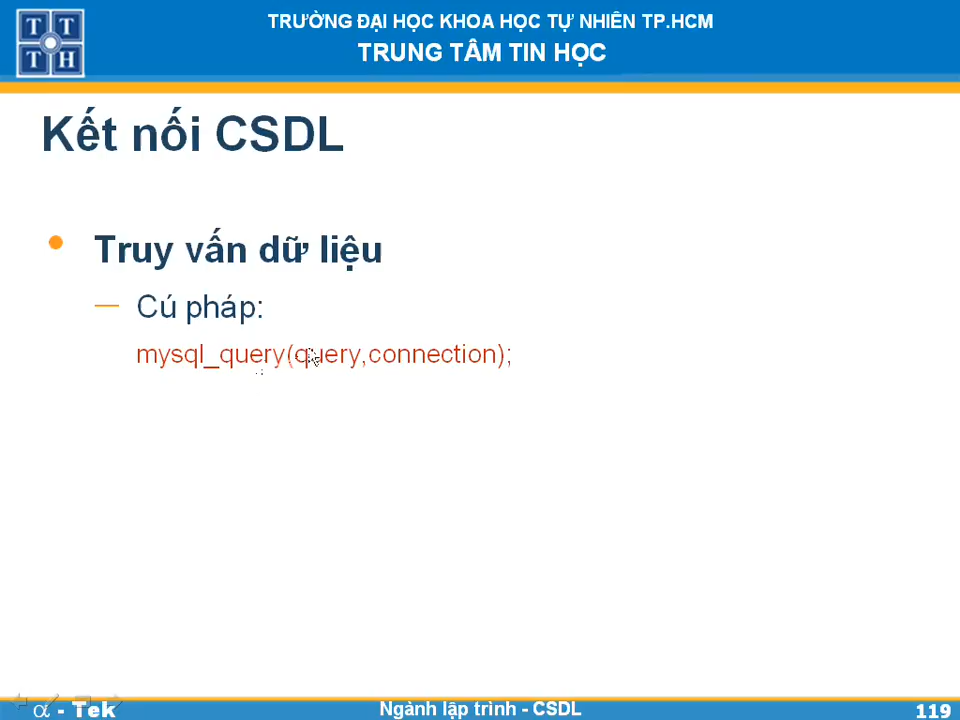 T T
T H
TRƯỜNG ĐẠI HỌC KHOA HỌC TỰ NHIÊN TP.HCM
TRUNG TÂM TIN HỌC
Kết nối CSDL
• Truy vấn dữ liệu
— Cú pháp:
mysql_query(query,connection);
α - Tek
Ngành lập trình - CSDL
119